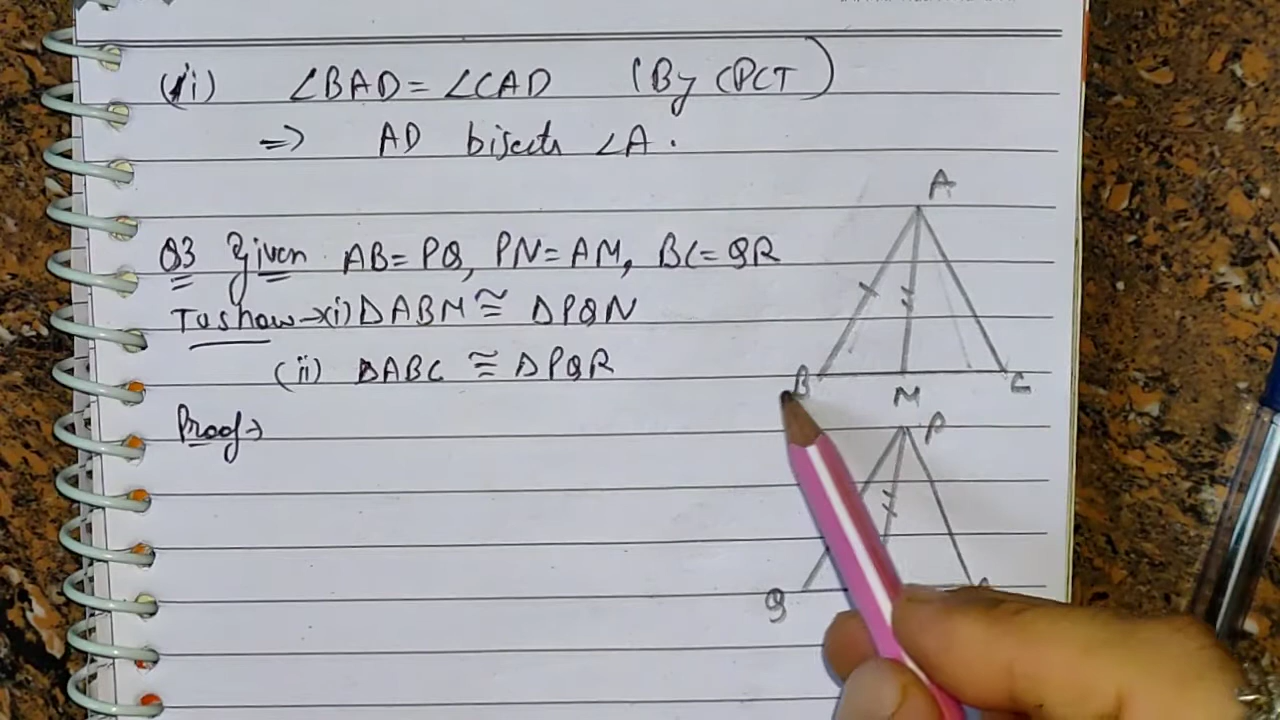 (ii) ∠BAD = ∠CAD (By CPCT)
⇒ AD bisects ∠A.
Q3 Given AB = PQ, PN = AM, BC = QR
To show → (i) ΔABM ≅ ΔPQN
(ii) ΔABC ≅ ΔPQR
Proof →
A
B M C
P
Q